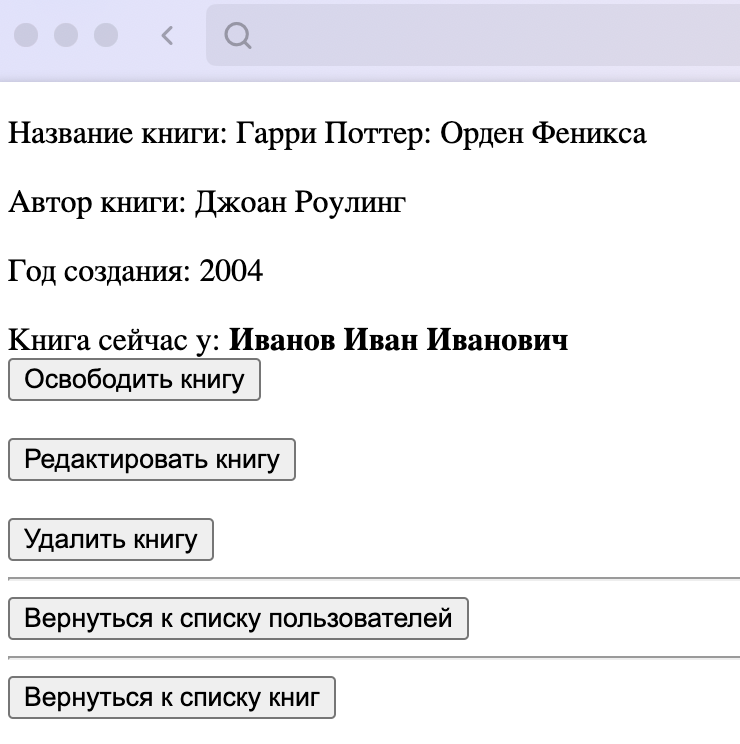 Название книги: Гарри Поттер: Орден Феникса
Автор книги: Джоан Роулинг
Год создания: 2004
Книга сейчас у: Иванов Иван Иванович
Освободить книгу
Редактировать книгу
Удалить книгу
Вернуться к списку пользователей
Вернуться к списку книг